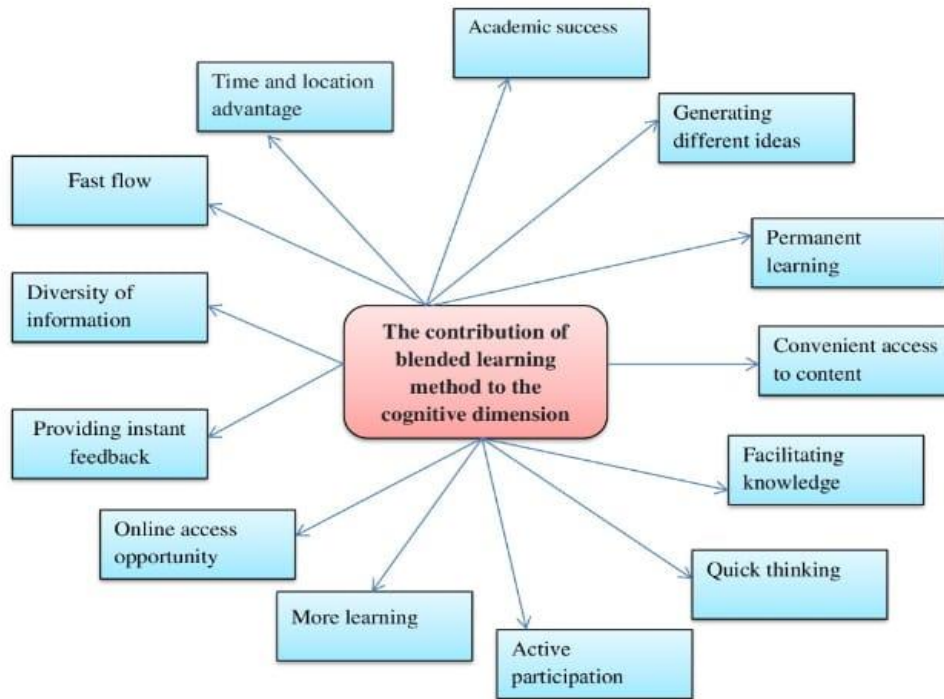 Academic success
Time and location
advantage
Generating
different ideas
Fast flow
Permanent
learning
Diversity of
information
The contribution of
blended learning
method to the
cognitive dimension
Convenient access
to content
Providing instant
feedback
Facilitating
knowledge
Online access
opportunity
Quick thinking
More learning
Active
participation